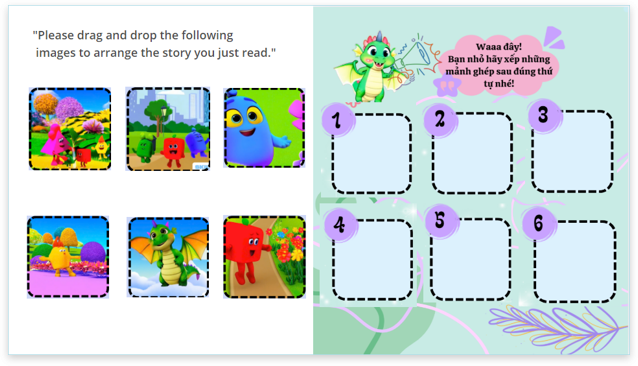 "Please drag and drop the following
images to arrange the story you just read."
Waaa đây!
Bạn nhỏ hãy xếp những
mảnh ghép sau đúng thứ
tự nhé!
1
2
3
4
5
6